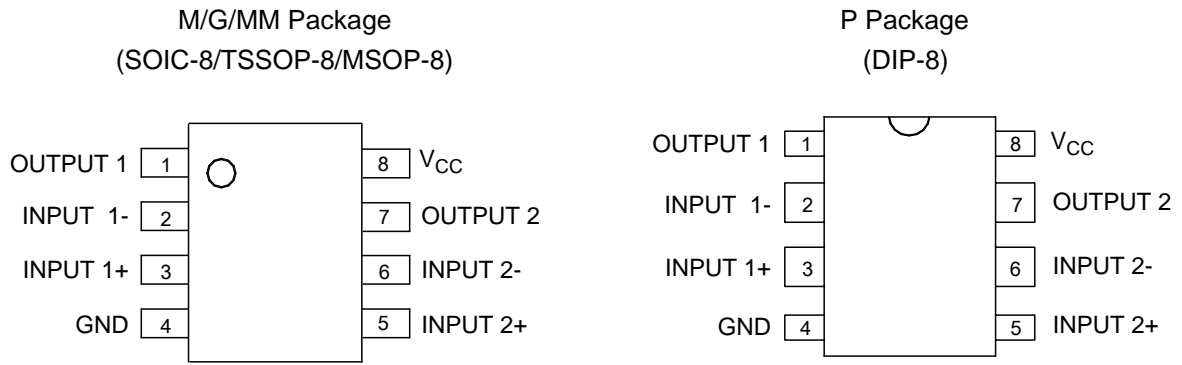 M/G/MM Package
(SOIC-8/TSSOP-8/MSOP-8)
OUTPUT 1 1
INPUT 1- 2
INPUT 1+ 3
GND 4
8 VCC
7 OUTPUT 2
6 INPUT 2-
5 INPUT 2+
P Package
(DIP-8)
OUTPUT 1 1
INPUT 1- 2
INPUT 1+ 3
GND 4
8 VCC
7 OUTPUT 2
6 INPUT 2-
5 INPUT 2+